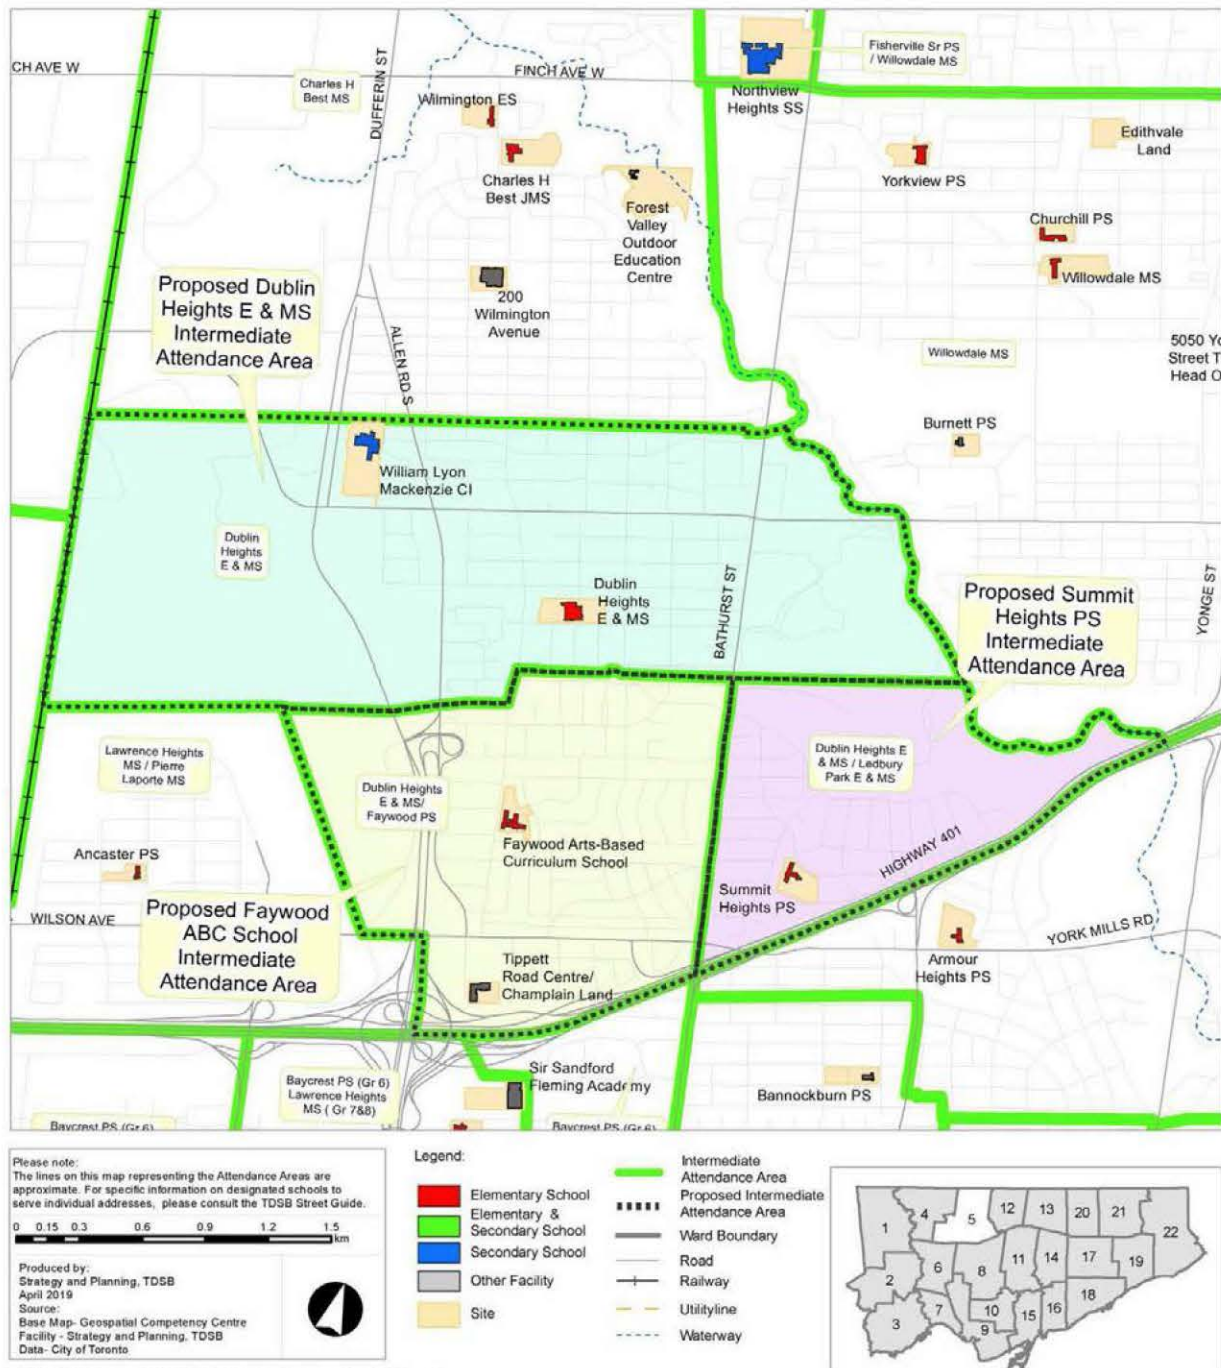 CH AVE W
DUFFERIN ST
FINCH AVE W
Charles H
Best MS
Wilmington ES
Charles H
Best JMS
Forest
Valley
Outdoor
Education
Centre
200
Wilmington
Avenue
Northview
Heights SS
Fisherville Sr PS
/ Willowdale MS
Edithvale
Land
Yorkview PS
Churchill PS
Willowdale MS
Willowdale MS
5050 Yo
Street T
Head O
Burnett PS
Proposed Dublin
Heights E & MS
Intermediate
Attendance Area
ALLEN RD S
William Lyon
Mackenzie CI
Dublin
Heights
E & MS
Dublin
Heights
E & MS
BATHURST ST
YONGE ST
Proposed Summit
Heights PS
Intermediate
Attendance Area
Lawrence Heights
MS / Pierre
Laporte MS
Dublin Heights
E & MS/
Faywood PS
Dublin Heights E
& MS / Ledbury
Park E & MS
Ancaster PS
Faywood Arts-Based
Curriculum School
HIGHWAY 401
Summit
Heights PS
WILSON AVE
Proposed Faywood
ABC School
Intermediate
Attendance Area
Tippett
Road Centre/
Champlain Land
Armour
Heights PS
YORK MILLS RD
Baycrest PS (Gr 6)
Lawrence Heights
MS ( Gr 7&8)
Sir Sandford
Fleming Academy
Bannockburn PS
Baycrest PS (Gr 6)
Baycrest PS (Gr 6)
Please note:
The lines on this map representing the Attendance Areas are
approximate. For specific information on designated schools to
serve individual addresses, please consult the TDSB Street Guide.
0 0.15 0.3 0.6 0.9 1.2 1.5
km
Produced by:
Strategy and Planning, TDSB
April 2019
Source:
Base Map- Geospatial Competency Centre
Facility - Strategy and Planning, TDSB
Data- City of Toronto
Legend:
Elementary School
Elementary &
Secondary School
Secondary School
Other Facility
Site
Intermediate
Attendance Area
Proposed Intermediate
Attendance Area
Ward Boundary
Road
Railway
Utilityline
Waterway
1
4
5
12
13
20
21
22
2
6
8
11
14
17
19
3
7
10
9
15
16
18